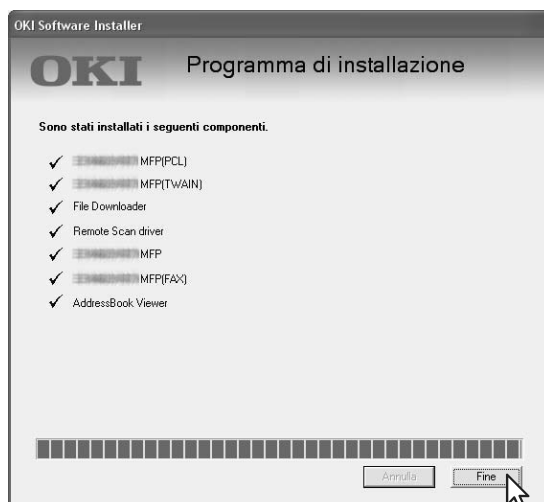 OKI Software Installer
OKI Programma di installazione
Sono stati installati i seguenti componenti.
MFP(PCL)
MFP(TWAIN)
File Downloader
Remote Scan driver
MFP
MFP(FAX)
AddressBook Viewer
Annulla Fine